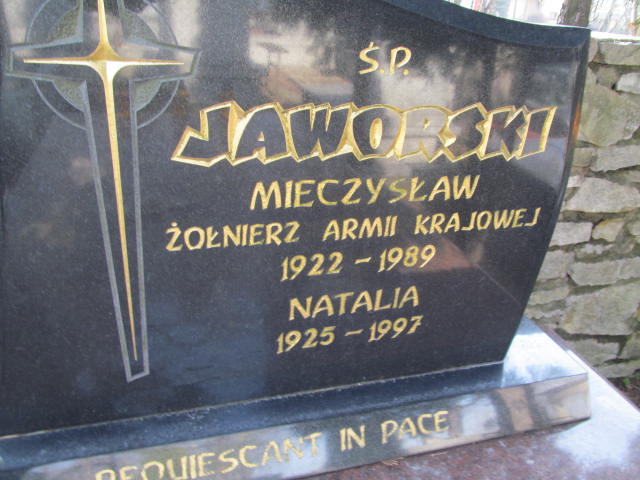 Ś.P.
JAWORSKI
MIECZYSŁAW
ŻOŁNIERZ ARMII KRAJOWEJ
1922 – 1989
NATALIA
1925 – 1997
REQUIESCANT IN PACE